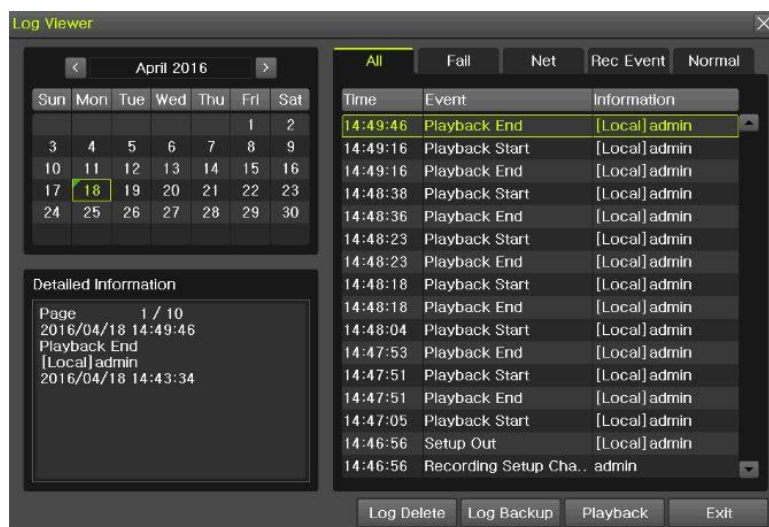 Log Viewer
April 2016
Sun Mon Tue Wed Thu Fri Sat
1 2
3 4 5 6 7 8 9
10 11 12 13 14 15 16
17 18 19 20 21 22 23
24 25 26 27 28 29 30
Detailed Information
Page 1 / 10
2016/04/18 14:49:46
Playback End
[Local]admin
2016/04/18 14:43:34
All Fail Net Rec Event Normal
Time Event Information
14:49:46 Playback End [Local]admin
14:49:16 Playback Start [Local]admin
14:49:16 Playback End [Local]admin
14:48:38 Playback Start [Local]admin
14:48:36 Playback End [Local]admin
14:48:23 Playback Start [Local]admin
14:48:23 Playback End [Local]admin
14:48:18 Playback Start [Local]admin
14:48:18 Playback End [Local]admin
14:48:04 Playback Start [Local]admin
14:47:53 Playback End [Local]admin
14:47:51 Playback Start [Local]admin
14:47:51 Playback End [Local]admin
14:47:05 Playback Start [Local]admin
14:46:56 Setup Out [Local]admin
14:46:56 Recording Setup Cha.. admin
Log Delete Log Backup Playback Exit